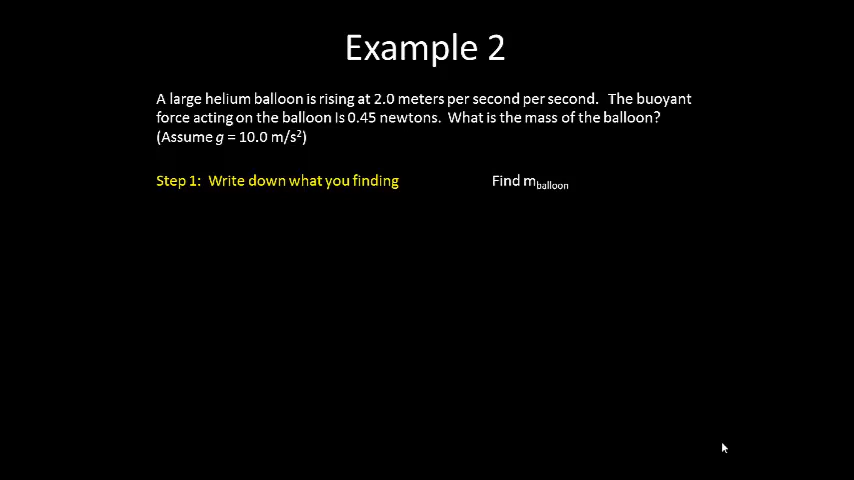 Example 2
A large helium balloon is rising at 2.0 meters per second per second. The buoyant
force acting on the balloon Is 0.45 newtons. What is the mass of the balloon?
(Assume g = 10.0 m/s²)
Step 1: Write down what you finding
Find m_balloon